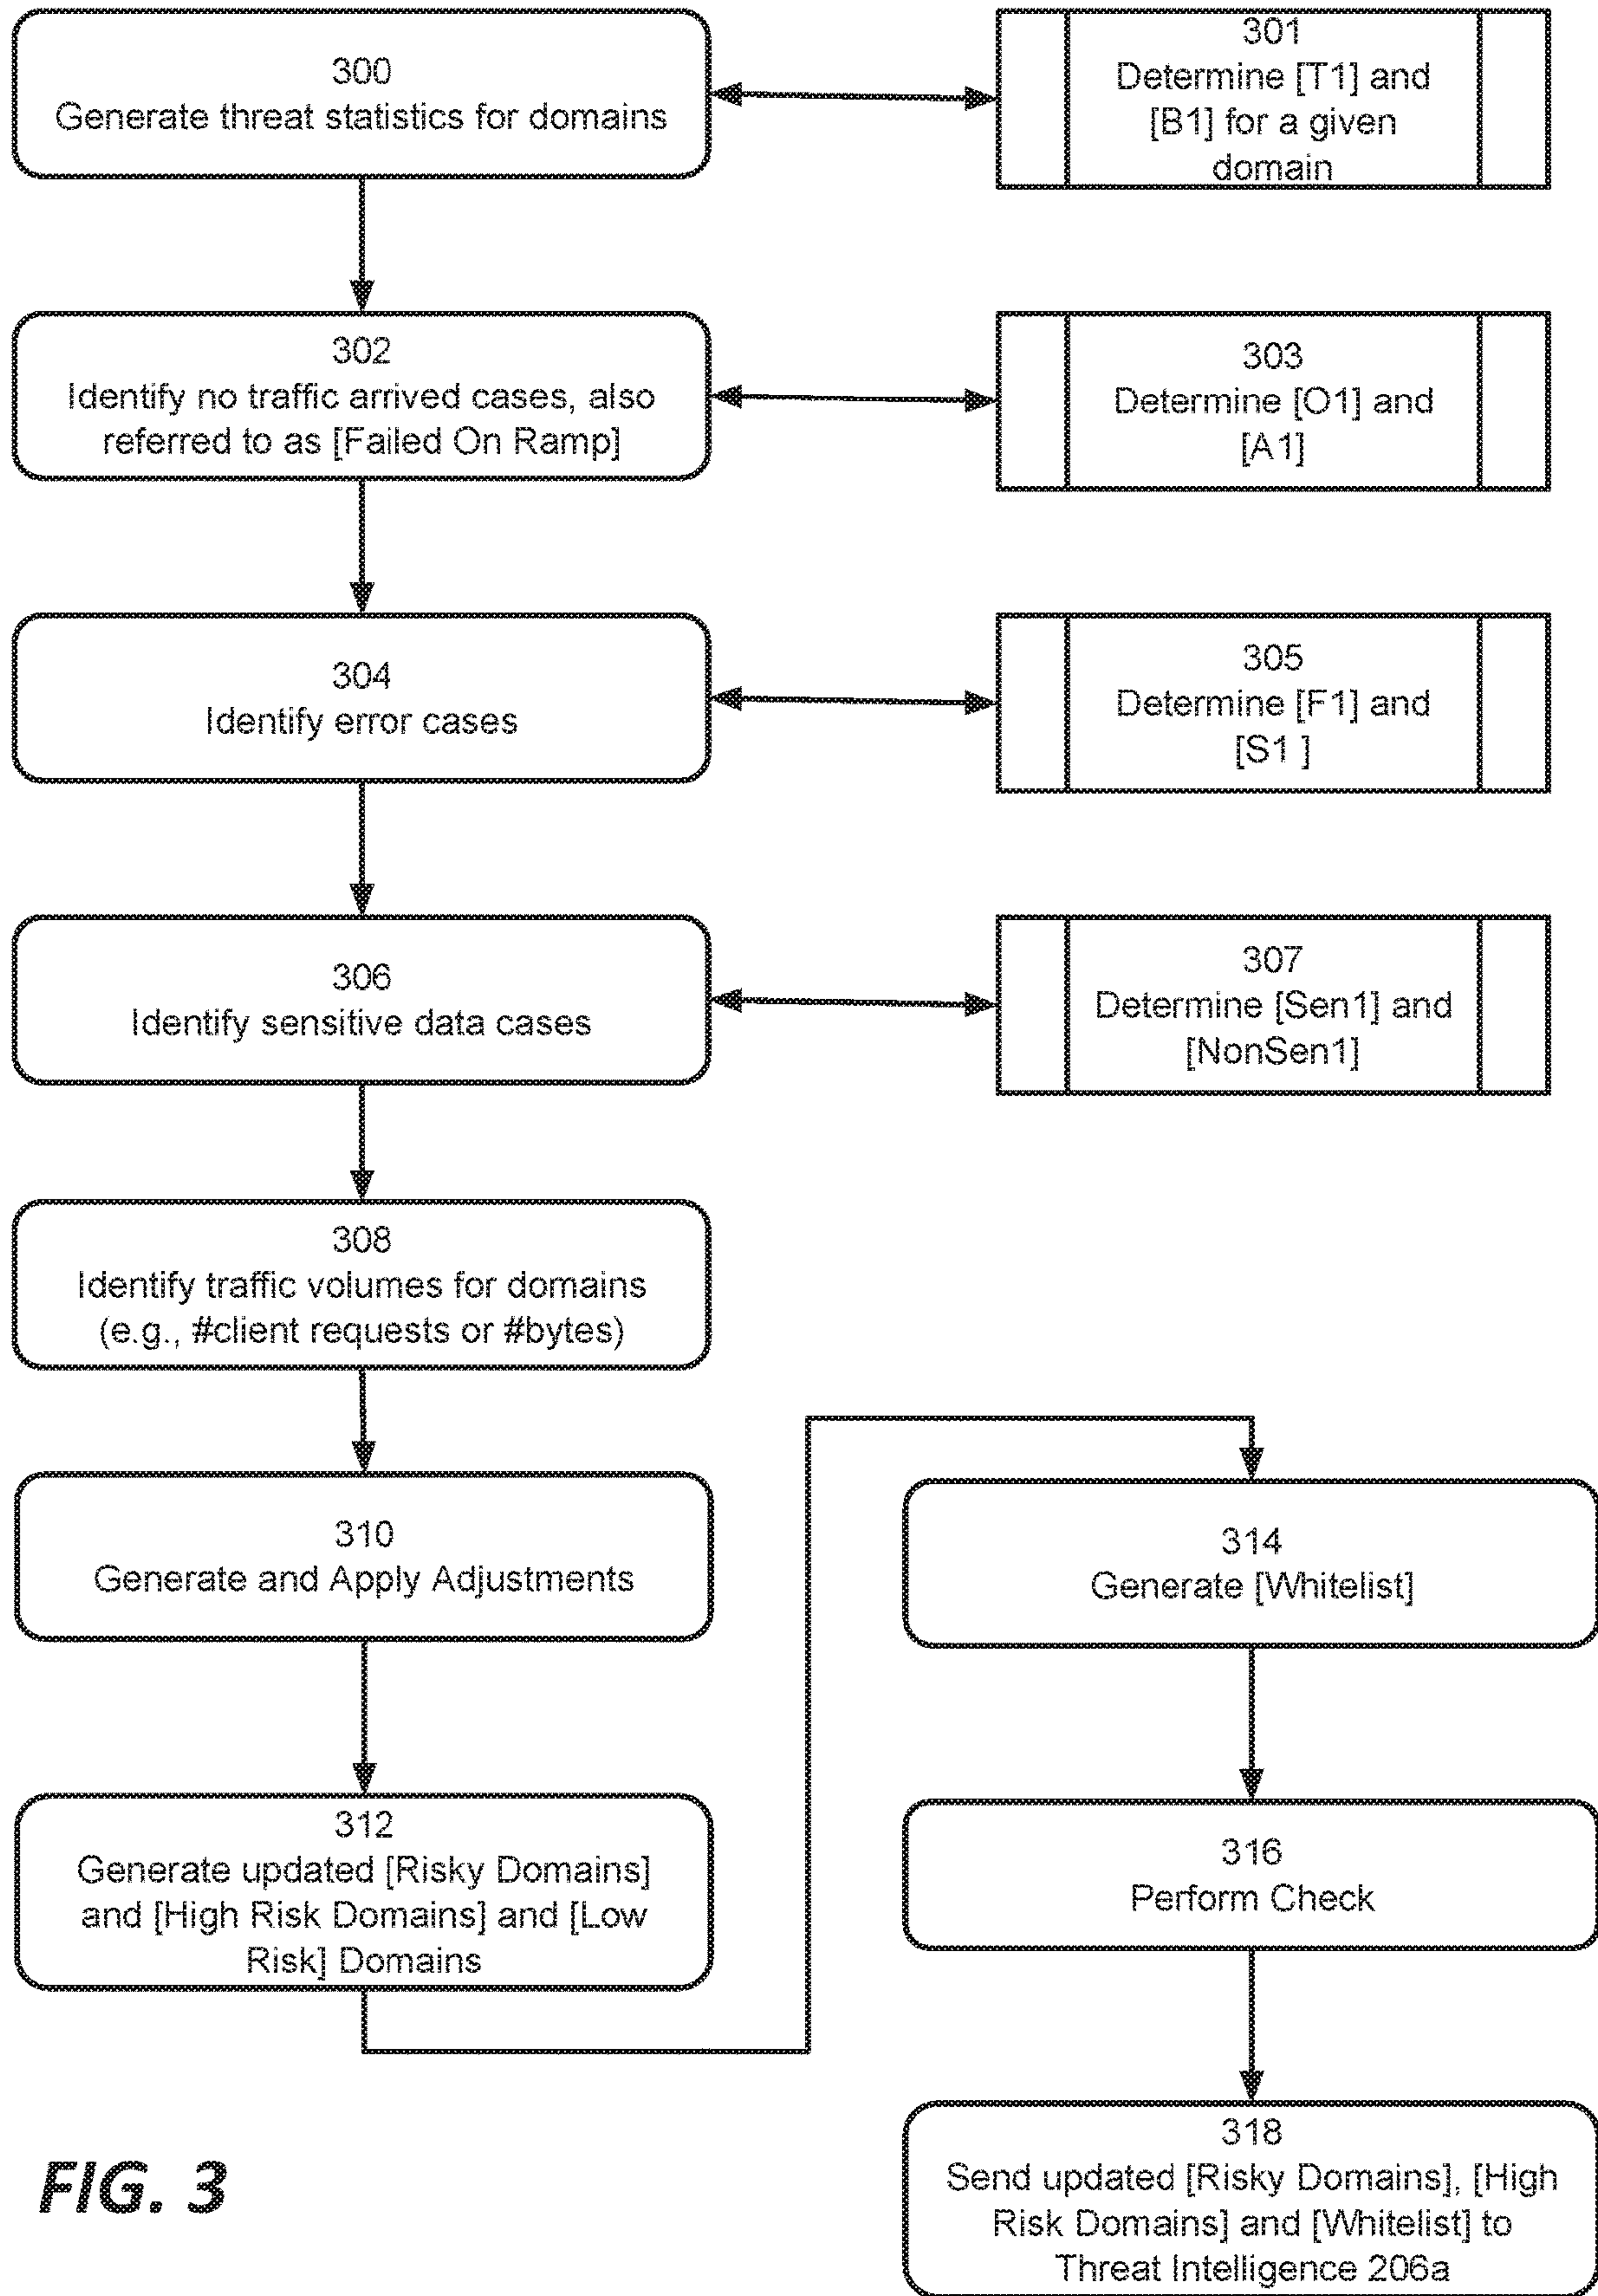 300
Generate threat statistics for domains
301
Determine [T1] and
[B1] for a given
domain
302
Identify no traffic arrived cases, also
referred to as [Failed On Ramp]
303
Determine [O1] and
[A1]
304
Identify error cases
305
Determine [F1] and
[S1 ]
306
Identify sensitive data cases
307
Determine [Sen1] and
[NonSen1]
308
Identify traffic volumes for domains
(e.g., #client requests or #bytes)
310
Generate and Apply Adjustments
312
Generate updated [Risky Domains]
and [High Risk Domains] and [Low
Risk] Domains
314
Generate [Whitelist]
316
Perform Check
318
Send updated [Risky Domains], [High
Risk Domains] and [Whitelist] to
Threat Intelligence 206a
FIG. 3